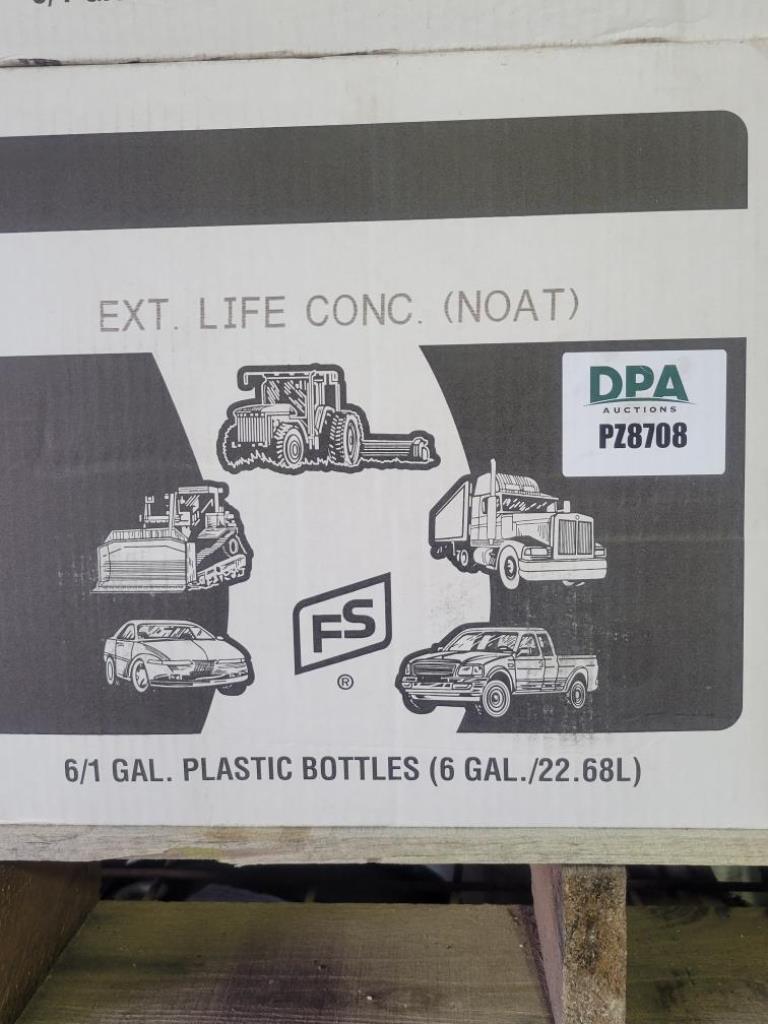 EXT. LIFE CONC. (NOAT)
DPA
AUCTIONS
PZ8708
FS
®
6/1 GAL. PLASTIC BOTTLES (6 GAL./22.68L)